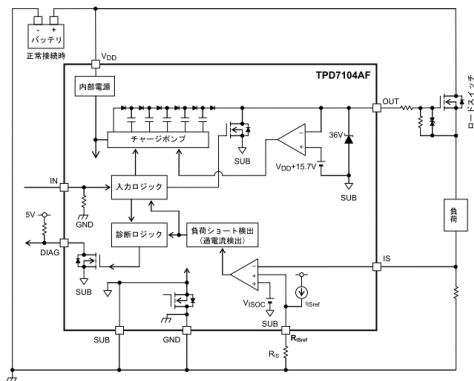 - +
バッテリ
正常接続時
VDD
TPD7104AF
内部電源
OUT
ロードスイッチ
チャージポンプ
SUB
36V
VDD+15.7V
SUB
IN
入力ロジック
GND
5V
負荷
診断ロジック
負荷ショート検出
(過電流検出)
DIAG
IS
SUB
VISOC
IISref
SUB
SUB
GND
RISref
RIS